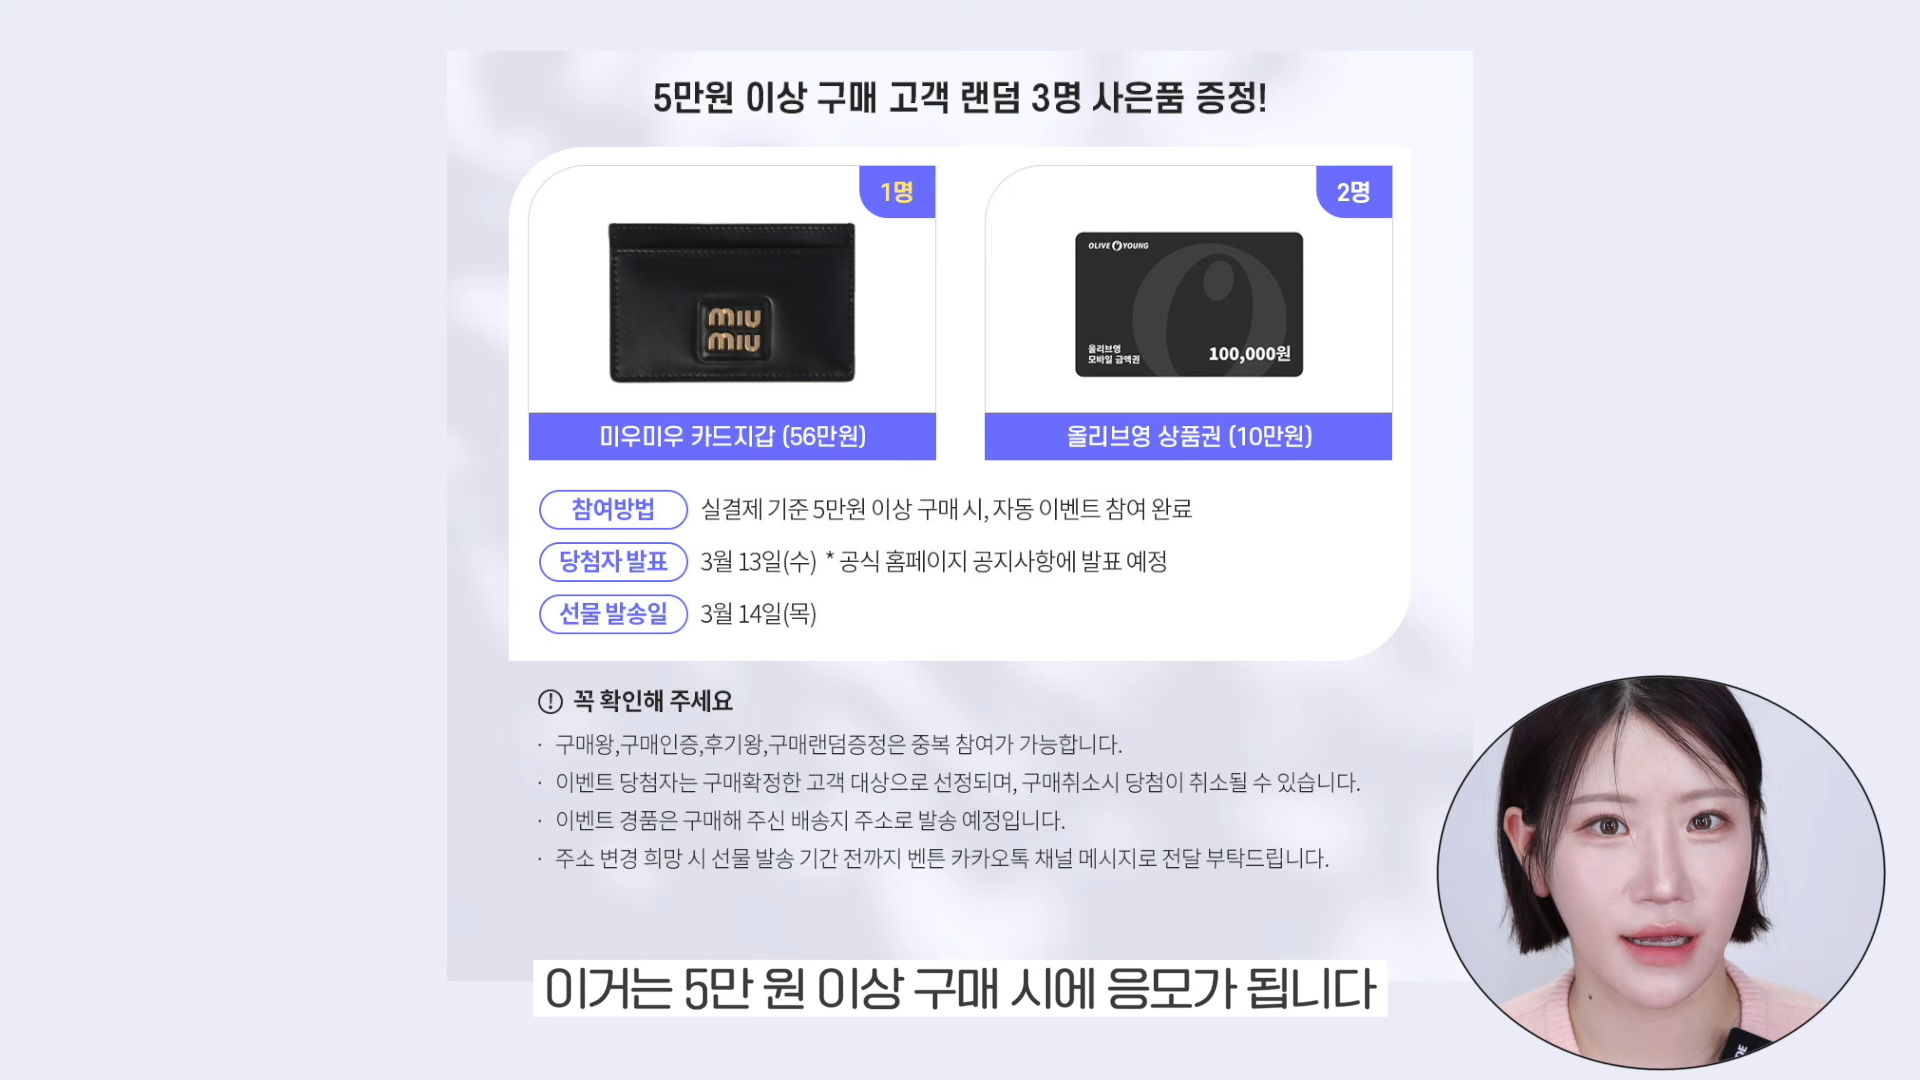 5만원 이상 구매 고객 랜덤 3명 사은품 증정!
1명
miu
miu
미우미우 카드지갑 (56만원)
2명
OLIVE YOUNG
올리브영
모바일 금액권
100,000원
올리브영 상품권 (10만원)
참여방법 실결제 기준 5만원 이상 구매 시, 자동 이벤트 참여 완료
당첨자 발표 3월 13일(수) * 공식 홈페이지 공지사항에 발표 예정
선물 발송일 3월 14일(목)
! 꼭 확인해 주세요
· 구매왕,구매인증,후기왕,구매랜덤증정은 중복 참여가 가능합니다.
· 이벤트 당첨자는 구매확정한 고객 대상으로 선정되며, 구매취소시 당첨이 취소될 수 있습니다.
· 이벤트 경품은 구매해 주신 배송지 주소로 발송 예정입니다.
· 주소 변경 희망 시 선물 발송 기간 전까지 벤튼 카카오톡 채널 메시지로 전달 부탁드립니다.
이거는 5만 원 이상 구매 시에 응모가 됩니다